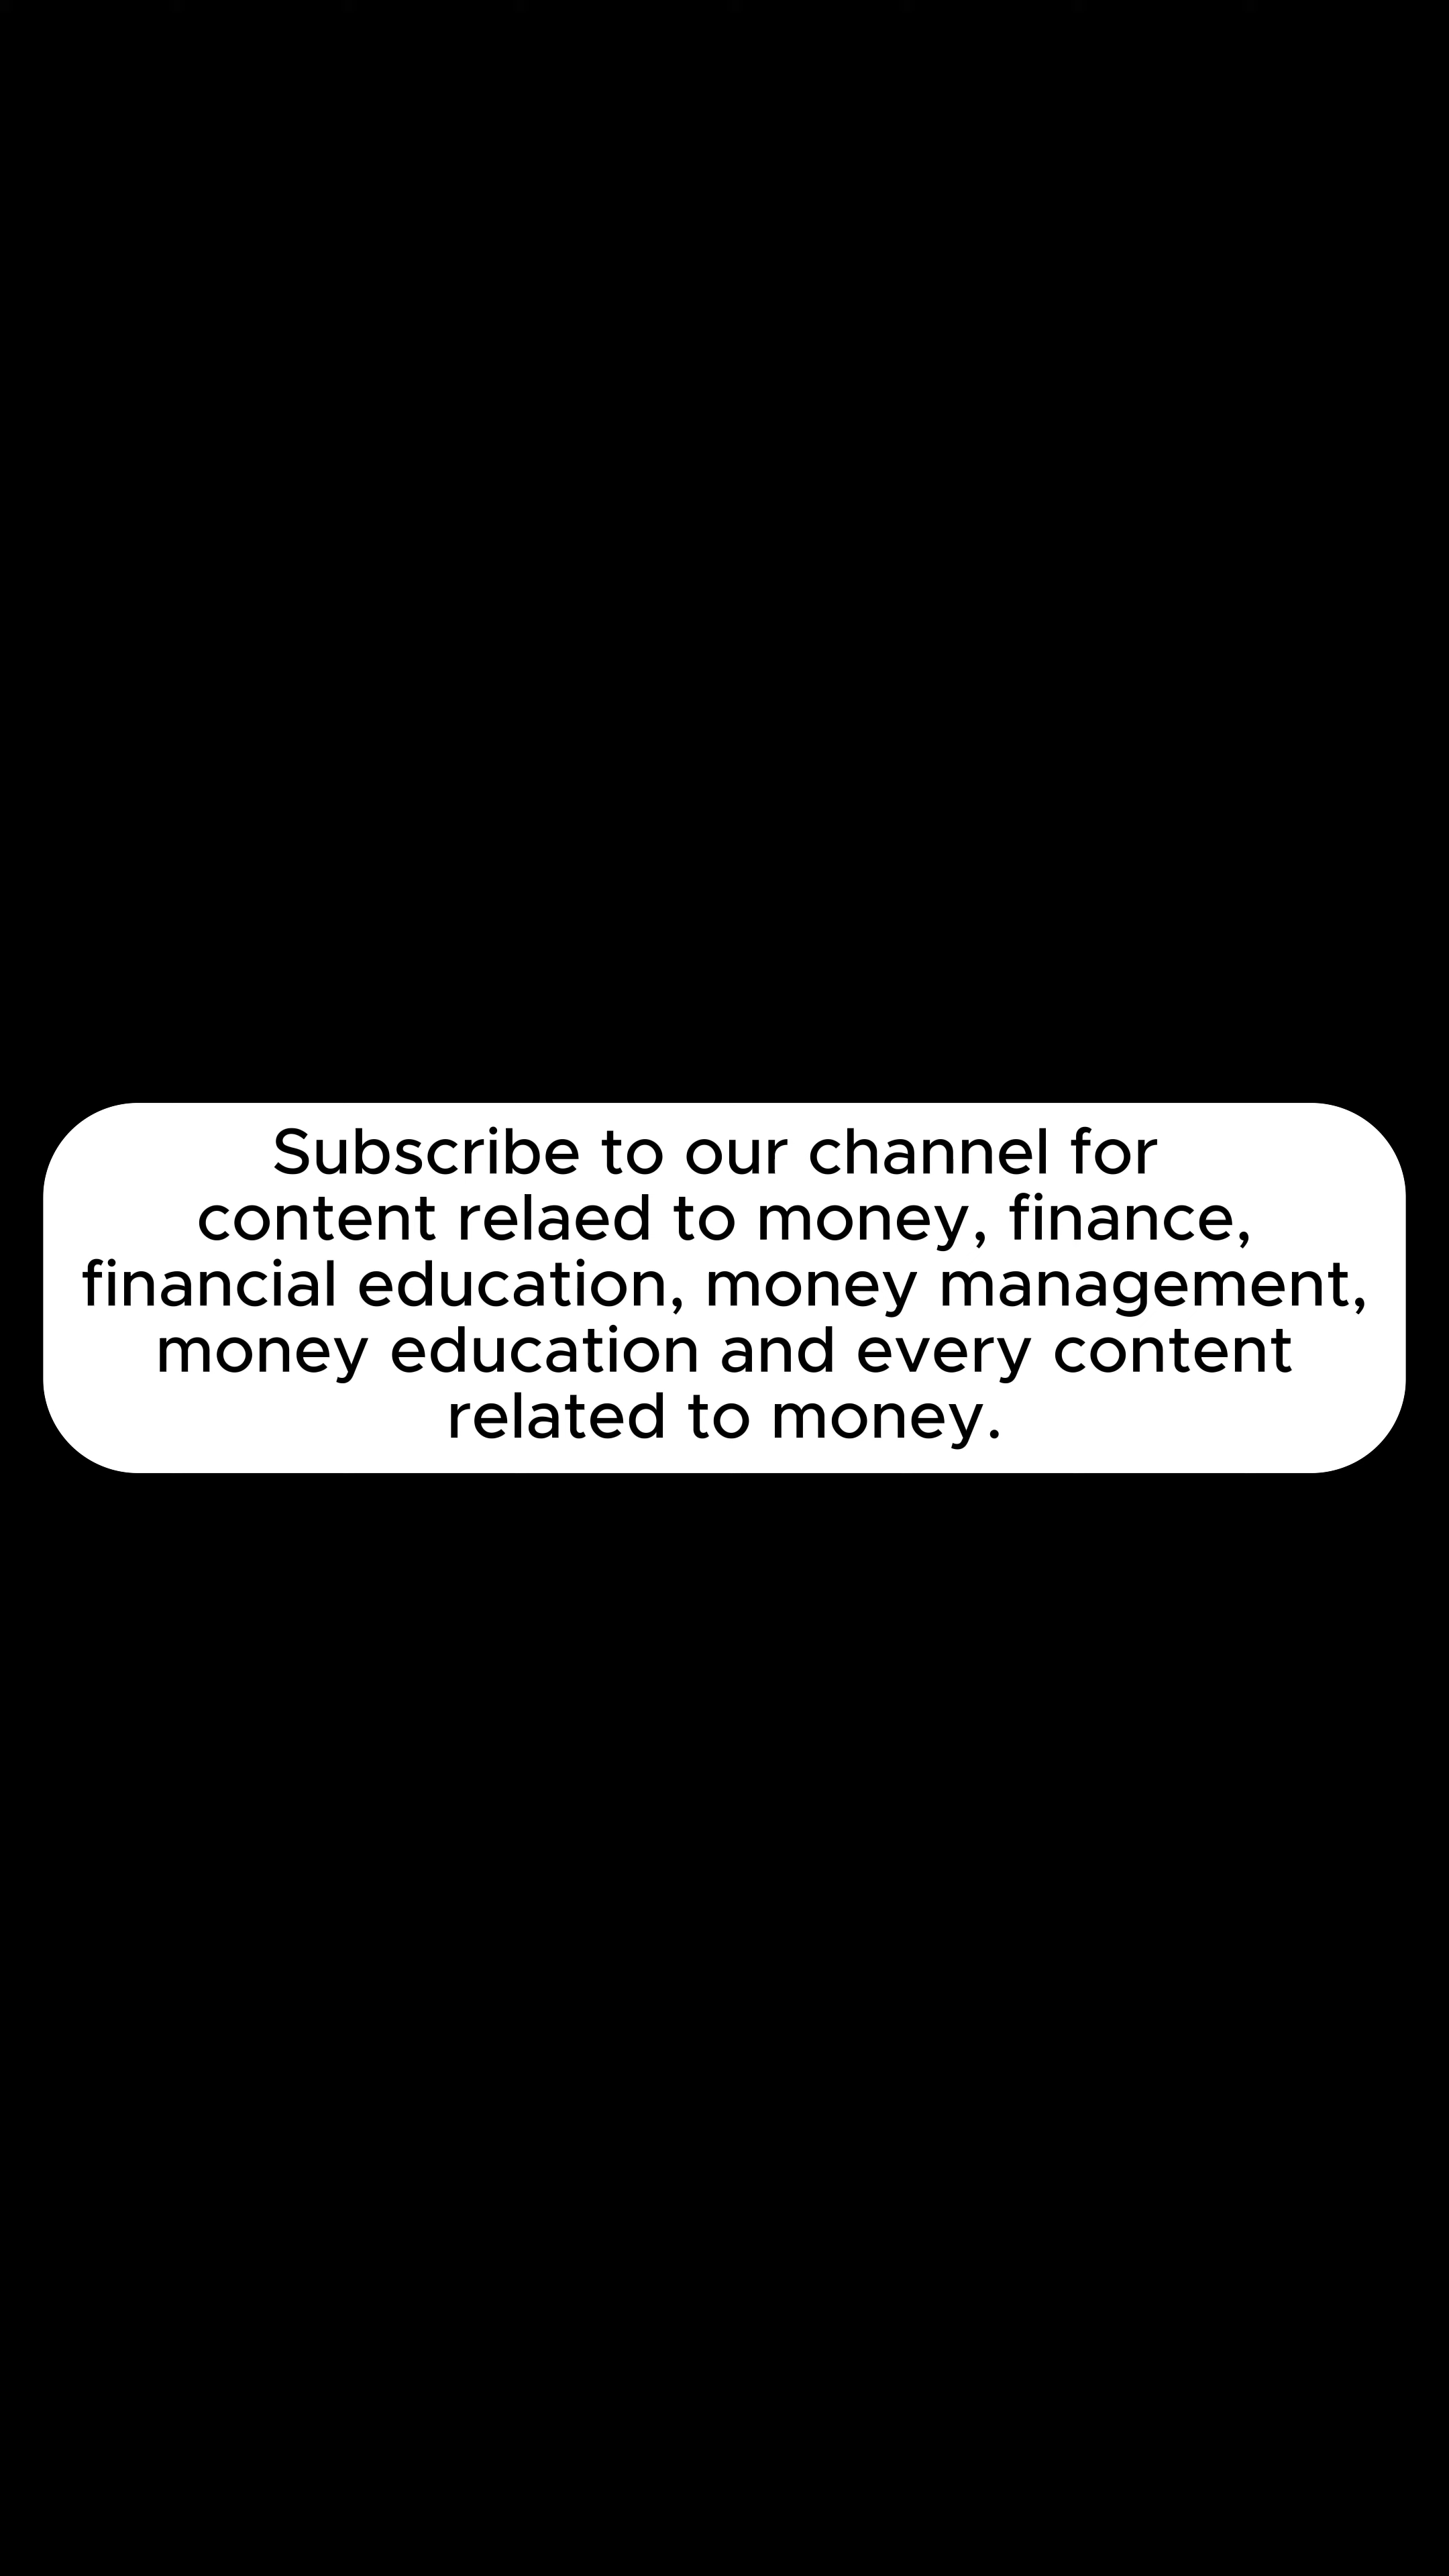 Subscribe to our channel for
content relaed to money, finance,
financial education, money management,
money education and every content
related to money.